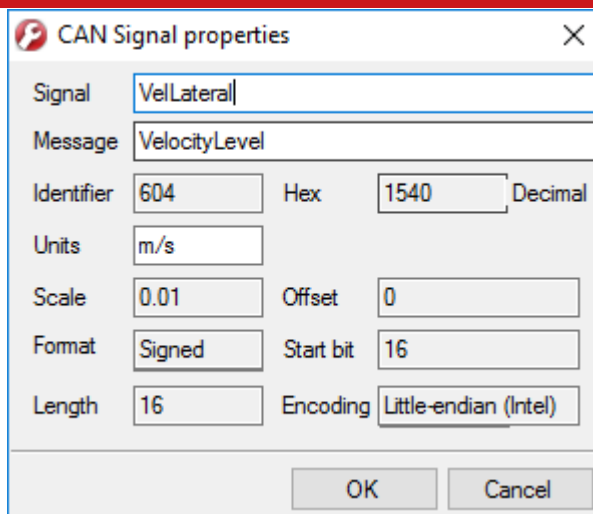 CAN Signal properties
Signal VelLateral
Message VelocityLevel
Identifier 604 Hex 1540 Decimal
Units m/s
Scale 0.01 Offset 0
Format Signed Start bit 16
Length 16 Encoding Little-endian (Intel)
OK Cancel